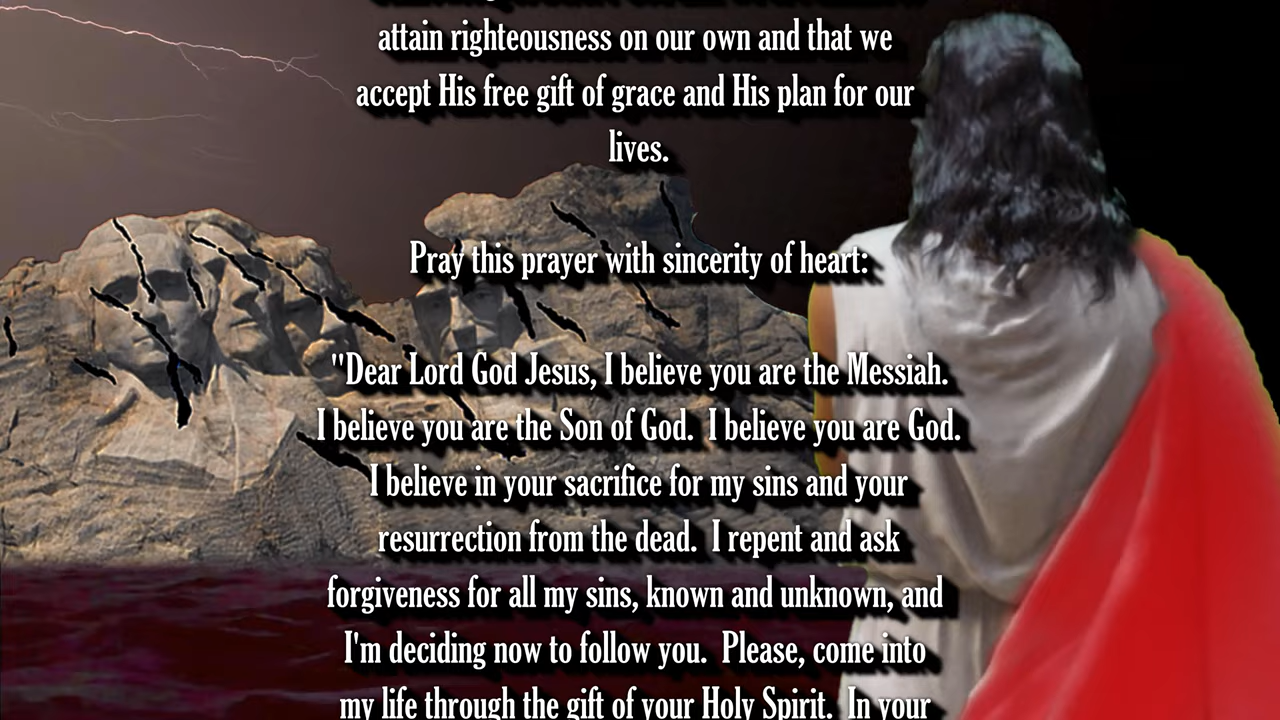 attain righteousness on our own and that we
accept His free gift of grace and His plan for our
lives.
Pray this prayer with sincerity of heart:
"Dear Lord God Jesus, I believe you are the Messiah.
I believe you are the Son of God.  I believe you are God.
I believe in your sacrifice for my sins and your
resurrection from the dead.  I repent and ask
forgiveness for all my sins, known and unknown, and
I'm deciding now to follow you.  Please, come into
my life through the gift of your Holy Spirit.  In your